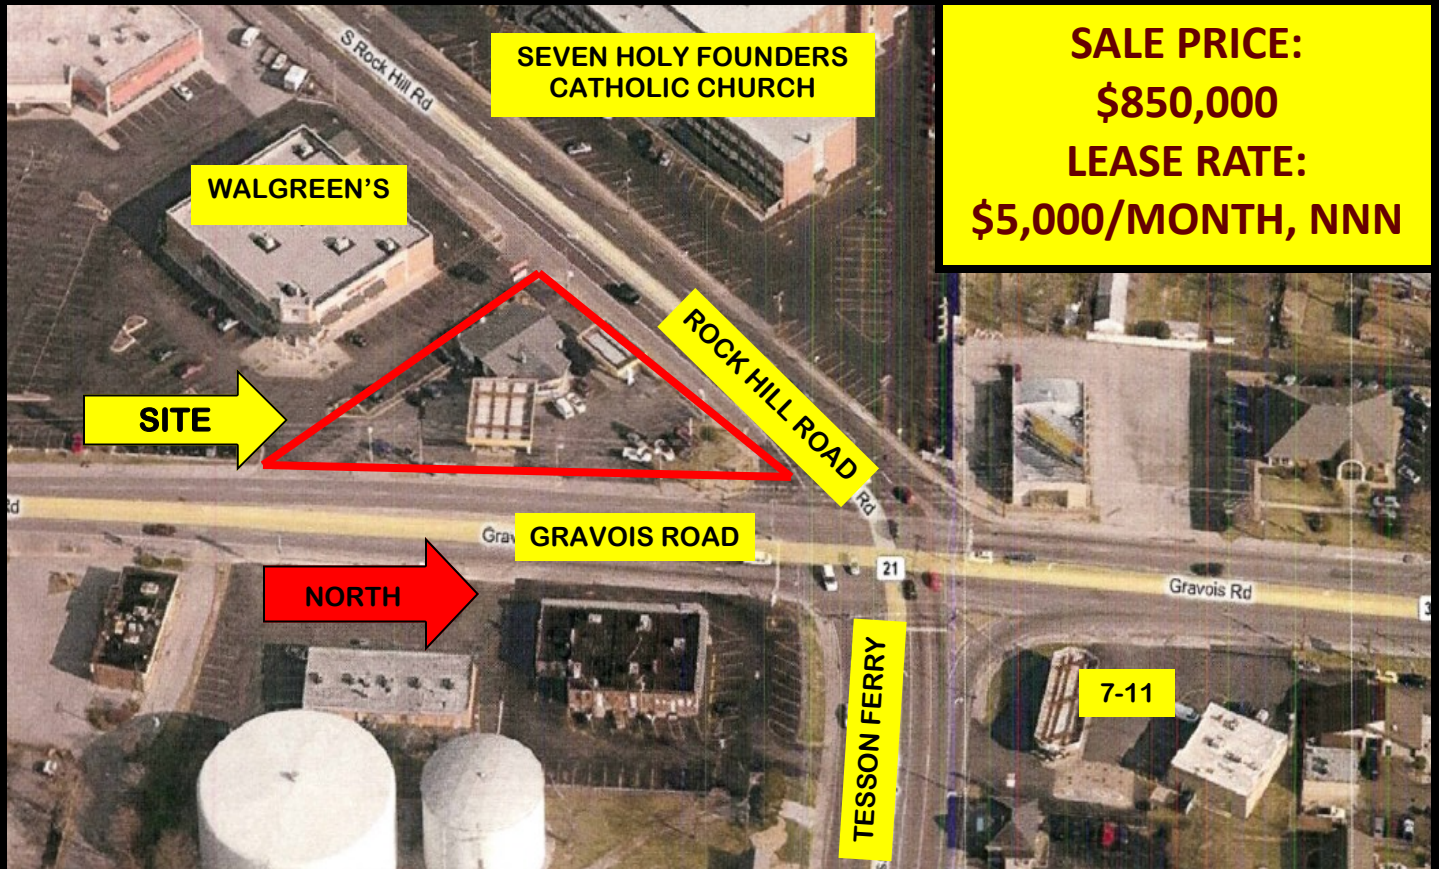 SALE PRICE:
$850,000
LEASE RATE:
$5,000/MONTH, NNN
S Rock Hill Rd
SEVEN HOLY FOUNDERS
CATHOLIC CHURCH
WALGREEN’S
ROCK HILL ROAD
SITE
Rd
GRAVOIS ROAD
21
Gravois Rd
NORTH
TESSON FERRY
7-11